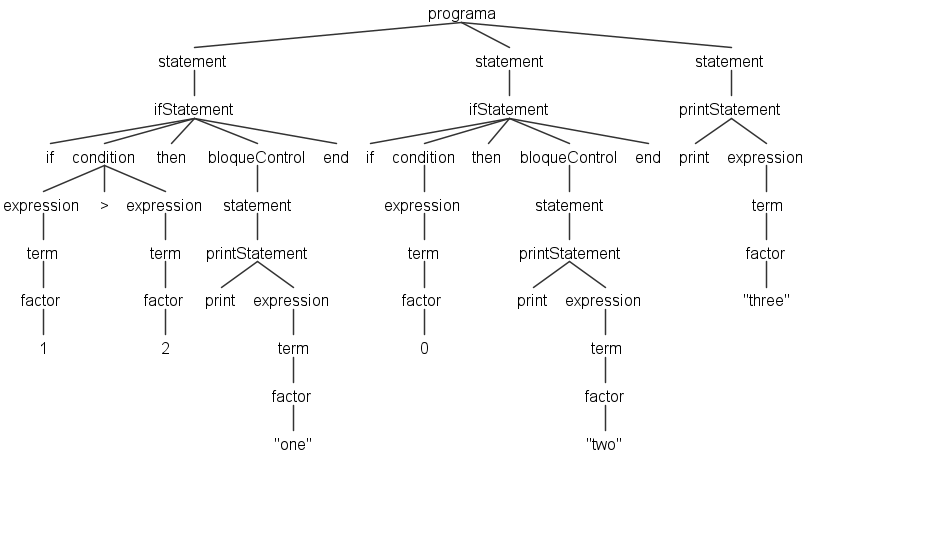 programa
statement statement statement
ifStatement ifStatement printStatement
if condition then bloqueControl end if condition then bloqueControl end print expression
expression > expression statement expression statement term
term term printStatement term printStatement factor
factor factor print expression factor print expression "three"
1 2 term 0 term
factor factor
"one" "two"